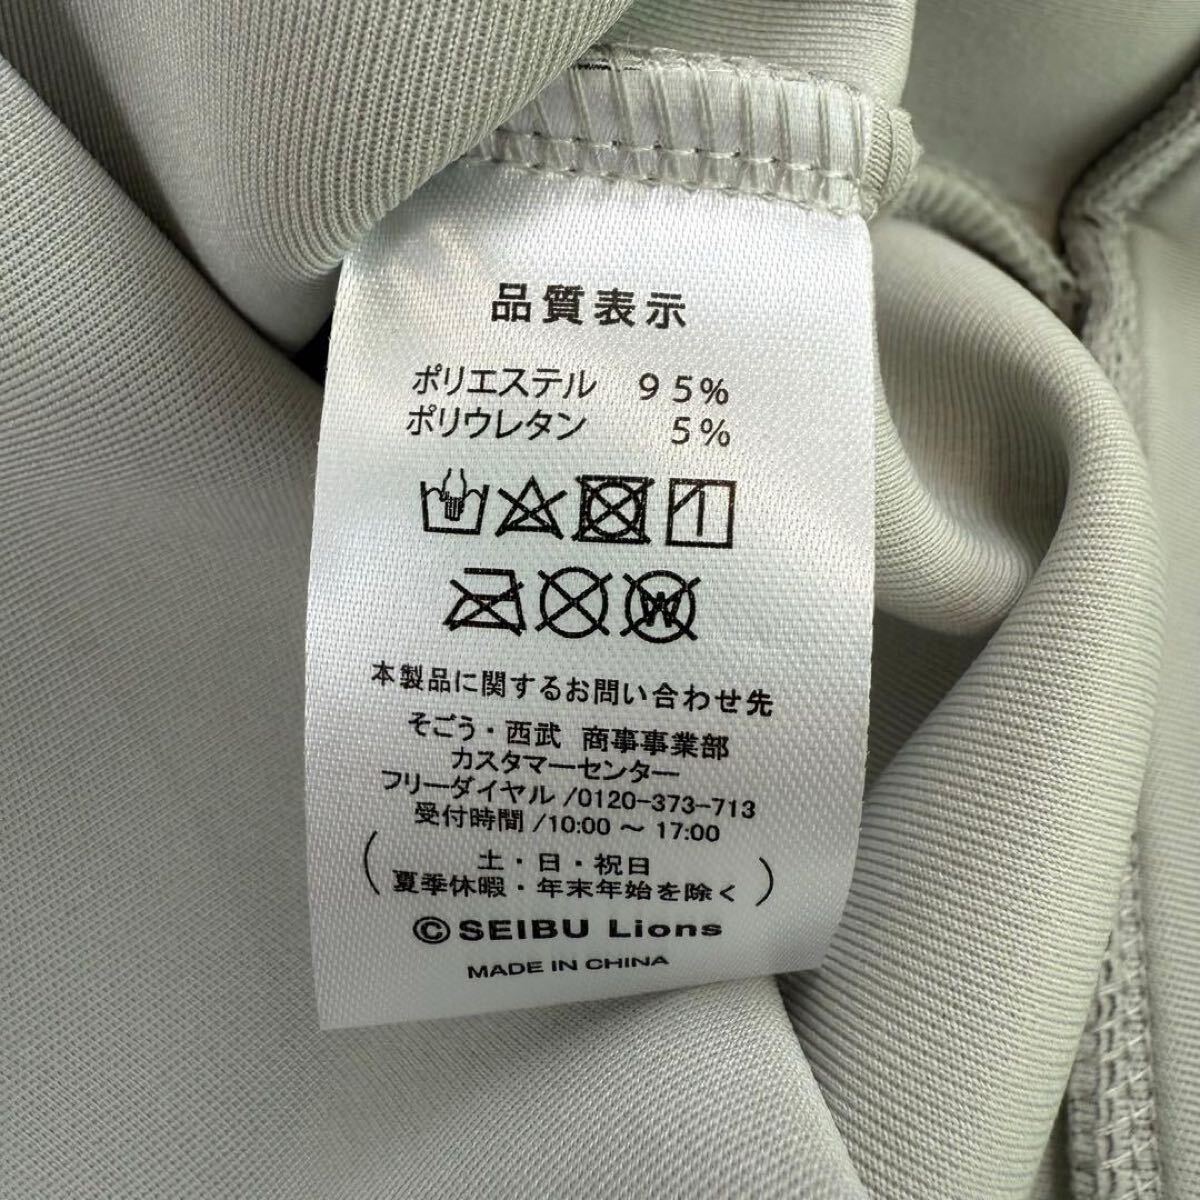 品質表示
ポリエステル 95%
ポリウレタン 5%
W
本製品に関するお問い合わせ先
そごう・西武 商事事業部
カスタマーセンター
フリーダイヤル/0120-373-713
受付時間/10:00～17:00
(土・日・祝日
夏季休暇・年末年始を除く)
©SEIBU Lions
MADE IN CHINA